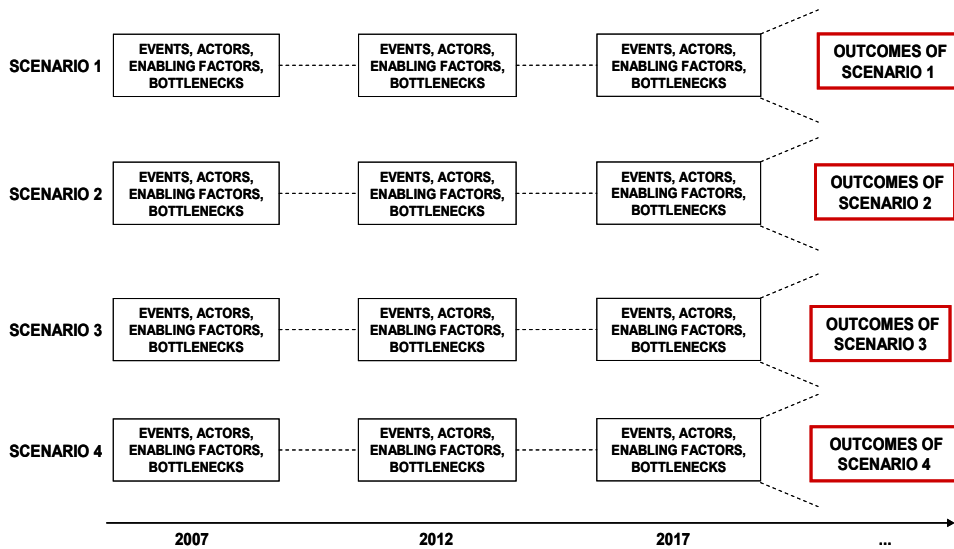 SCENARIO 1
EVENTS, ACTORS,
ENABLING FACTORS,
BOTTLENECKS
EVENTS, ACTORS,
ENABLING FACTORS,
BOTTLENECKS
EVENTS, ACTORS,
ENABLING FACTORS,
BOTTLENECKS
OUTCOMES OF
SCENARIO 1
SCENARIO 2
EVENTS, ACTORS,
ENABLING FACTORS,
BOTTLENECKS
EVENTS, ACTORS,
ENABLING FACTORS,
BOTTLENECKS
EVENTS, ACTORS,
ENABLING FACTORS,
BOTTLENECKS
OUTCOMES OF
SCENARIO 2
SCENARIO 3
EVENTS, ACTORS,
ENABLING FACTORS,
BOTTLENECKS
EVENTS, ACTORS,
ENABLING FACTORS,
BOTTLENECKS
EVENTS, ACTORS,
ENABLING FACTORS,
BOTTLENECKS
OUTCOMES OF
SCENARIO 3
SCENARIO 4
EVENTS, ACTORS,
ENABLING FACTORS,
BOTTLENECKS
EVENTS, ACTORS,
ENABLING FACTORS,
BOTTLENECKS
EVENTS, ACTORS,
ENABLING FACTORS,
BOTTLENECKS
OUTCOMES OF
SCENARIO 4
2007
2012
2017
...